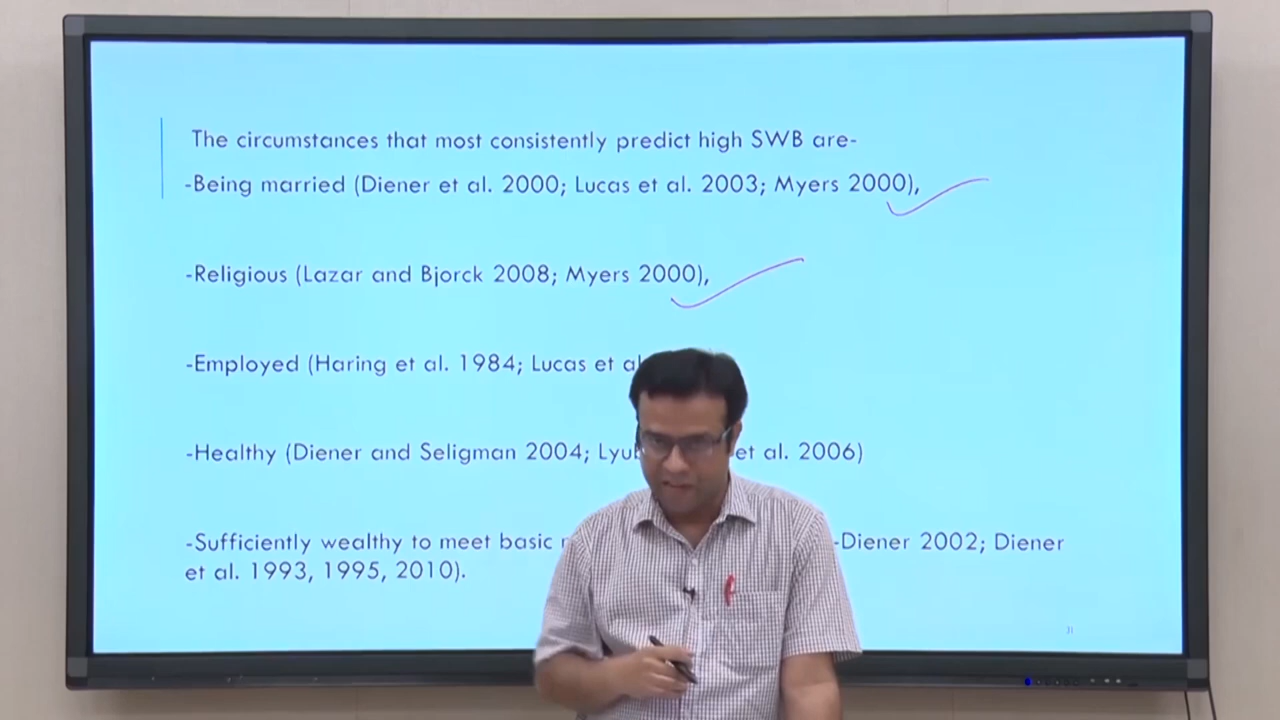 The circumstances that most consistently predict high SWB are-
-Being married (Diener et al. 2000; Lucas et al. 2003; Myers 2000),
-Religious (Lazar and Bjorck 2008; Myers 2000),
-Employed (Haring et al. 1984; Lucas et
-Healthy (Diener and Seligman 2004; et al. 2006)
-Sufficiently wealthy to meet basic -Diener 2002; Diener
et al. 1993, 1995, 2010).
31